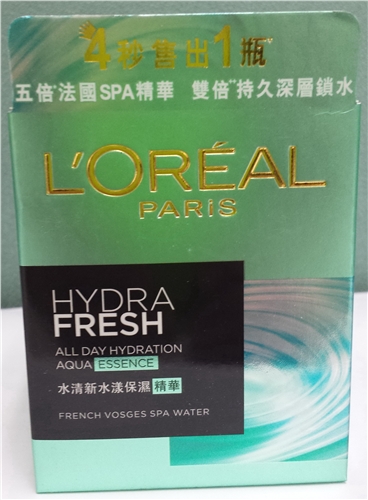 4秒售出1瓶*
五倍*法國SPA精華 雙倍**持久深層鎖水
L'ORÉAL
PARIS
HYDRA
FRESH
ALL DAY HYDRATION
AQUA ESSENCE
水清新水漾保濕精華
FRENCH VOSGES SPA WATER